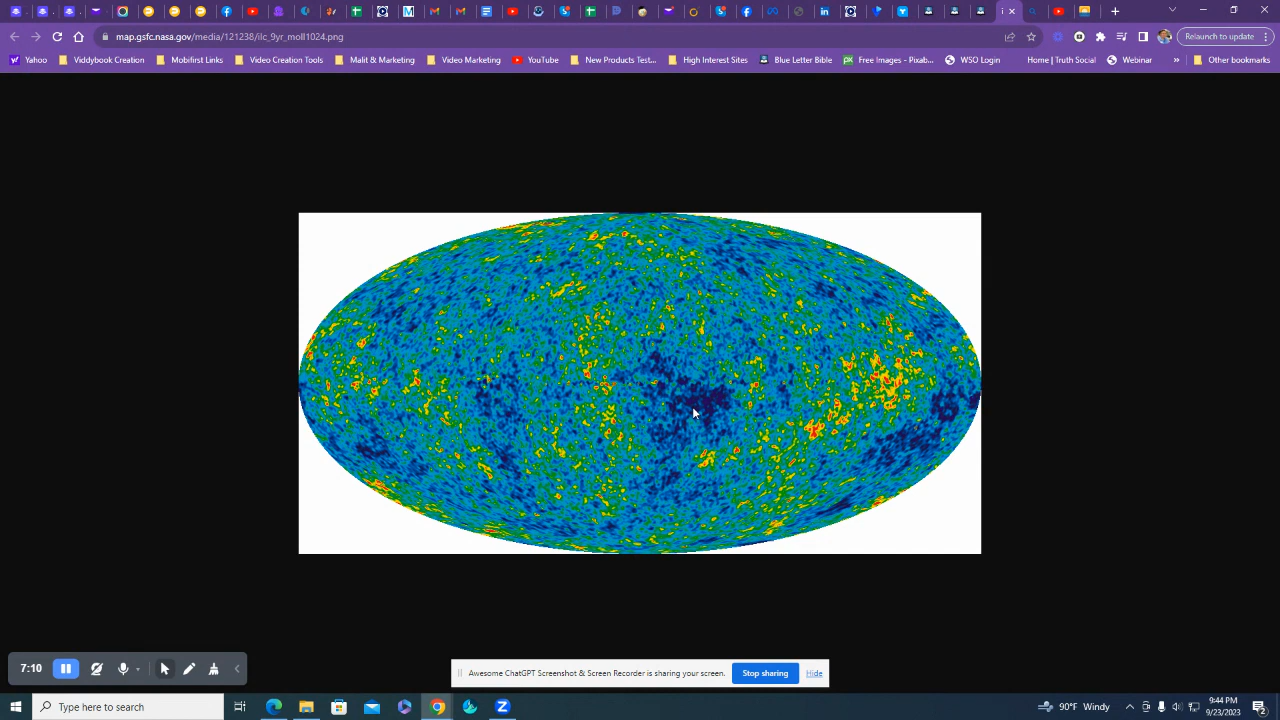 map.gsfc.nasa.gov/media/121238/ilc_9yr_moll1024.png
Relaunch to update
Yahoo
Viddybook Creation
Mobifirst Links
Video Creation Tools
Malit & Marketing
Video Marketing
YouTube
New Products Test...
High Interest Sites
Blue Letter Bible
Free Images - Pixab...
WSO Login
Home | Truth Social
Webinar
»
Other bookmarks
7:10
Awesome ChatGPT Screenshot & Screen Recorder is sharing your screen.
Stop sharing
Hide
Type here to search
90°F Windy
9:44 PM
9/23/2023
2